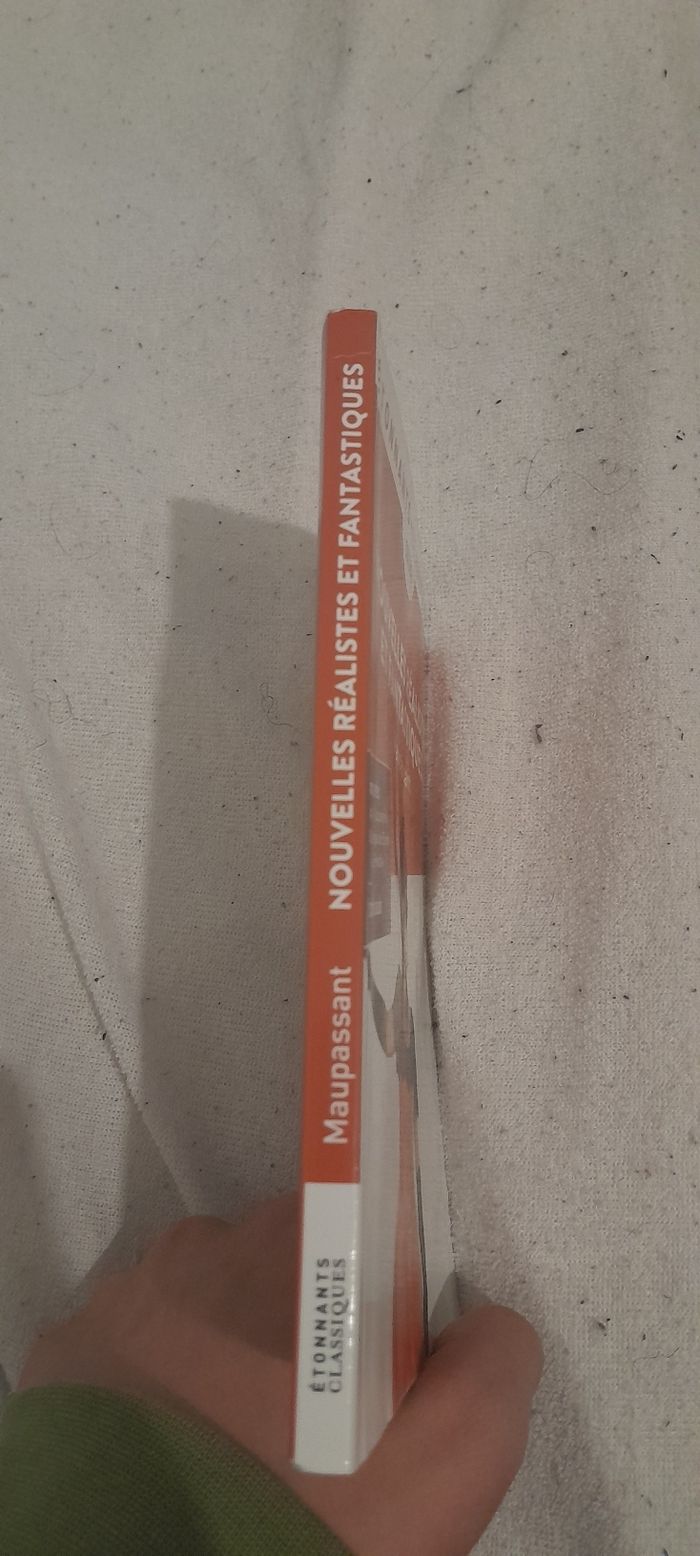 Maupassant NOUVELLES RÉALISTES ET FANTASTIQUES
ÉTONNANTS
CLASSIQUES